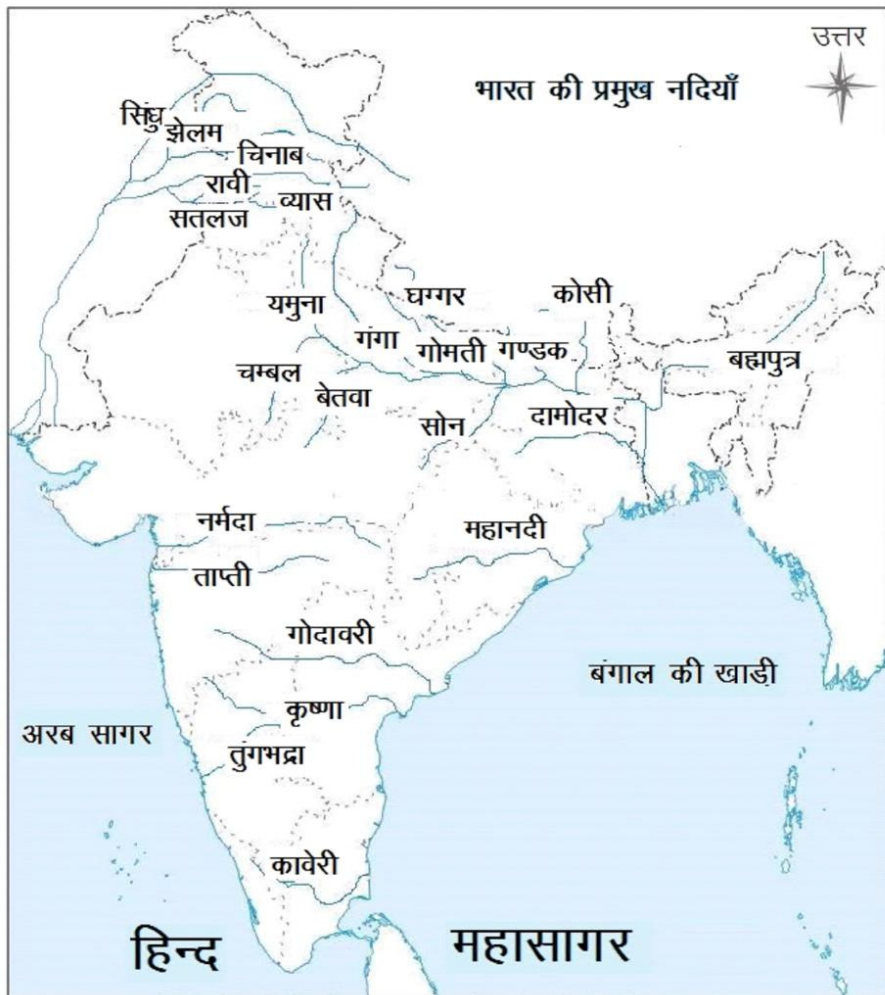 उत्तर
भारत की प्रमुख नदियाँ
सिंघु
झेलम
चिनाब
रावी
व्यास
सतलज
यमुना
घग्गर
कोसी
गंगा
गोमती
गण्डक
बह्मपुत्र
चम्बल
बेतवा
सोन
दामोदर
नर्मदा
महानदी
ताप्ती
गोदावरी
बंगाल की खाडी़
कृष्णा
अरब सागर
तुंगभद्रा
कावेरी
हिन्द महासागर